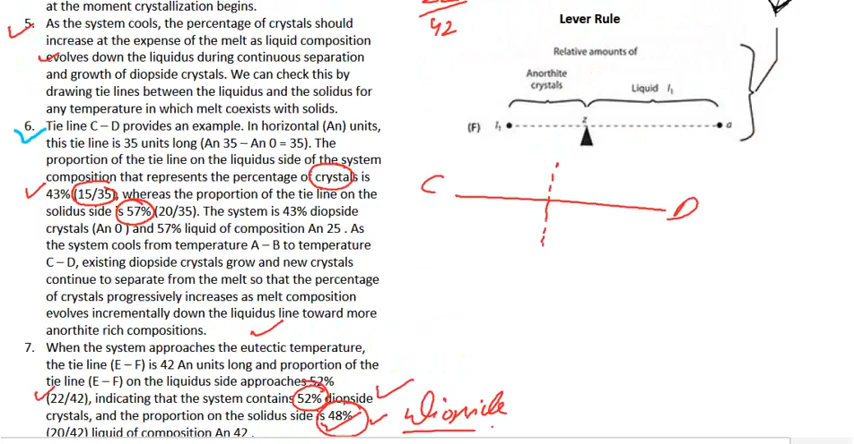 at the moment crystallization begins.
5. As the system cools, the percentage of crystals should
increase at the expense of the melt as liquid composition
evolves down the liquidus during continuous separation
and growth of diopside crystals. We can check this by
drawing tie lines between the liquidus and the solidus for
any temperature in which melt coexists with solids.
6. Tie line C – D provides an example. In horizontal (An) units,
this tie line is 35 units long (An 35 – An 0 = 35). The
proportion of the tie line on the liquidus side of the system
composition that represents the percentage of crystals is
43% (15/35), whereas the proportion of the tie line on the
solidus side is 57% (20/35). The system is 43% diopside
crystals (An 0 ) and 57% liquid of composition An 25 . As
the system cools from temperature A – B to temperature
C – D, existing diopside crystals grow and new crystals
continue to separate from the melt so that the percentage
of crystals progressively increases as melt composition
evolves incrementally down the liquidus line toward more
anorthite rich compositions.
7. When the system approaches the eutectic temperature,
the tie line (E – F) is 42 An units long and proportion of the
tie line (E – F) on the liquidus side approaches 52%
(22/42), indicating that the system contains 52% diopside
crystals, and the proportion on the solidus side is 48%
(20/42) liquid of composition An 42 .
42
Lever Rule
Relative amounts of
Anorthite
crystals
Liquid l₁
(F) l₁ z a
C D
Diopside